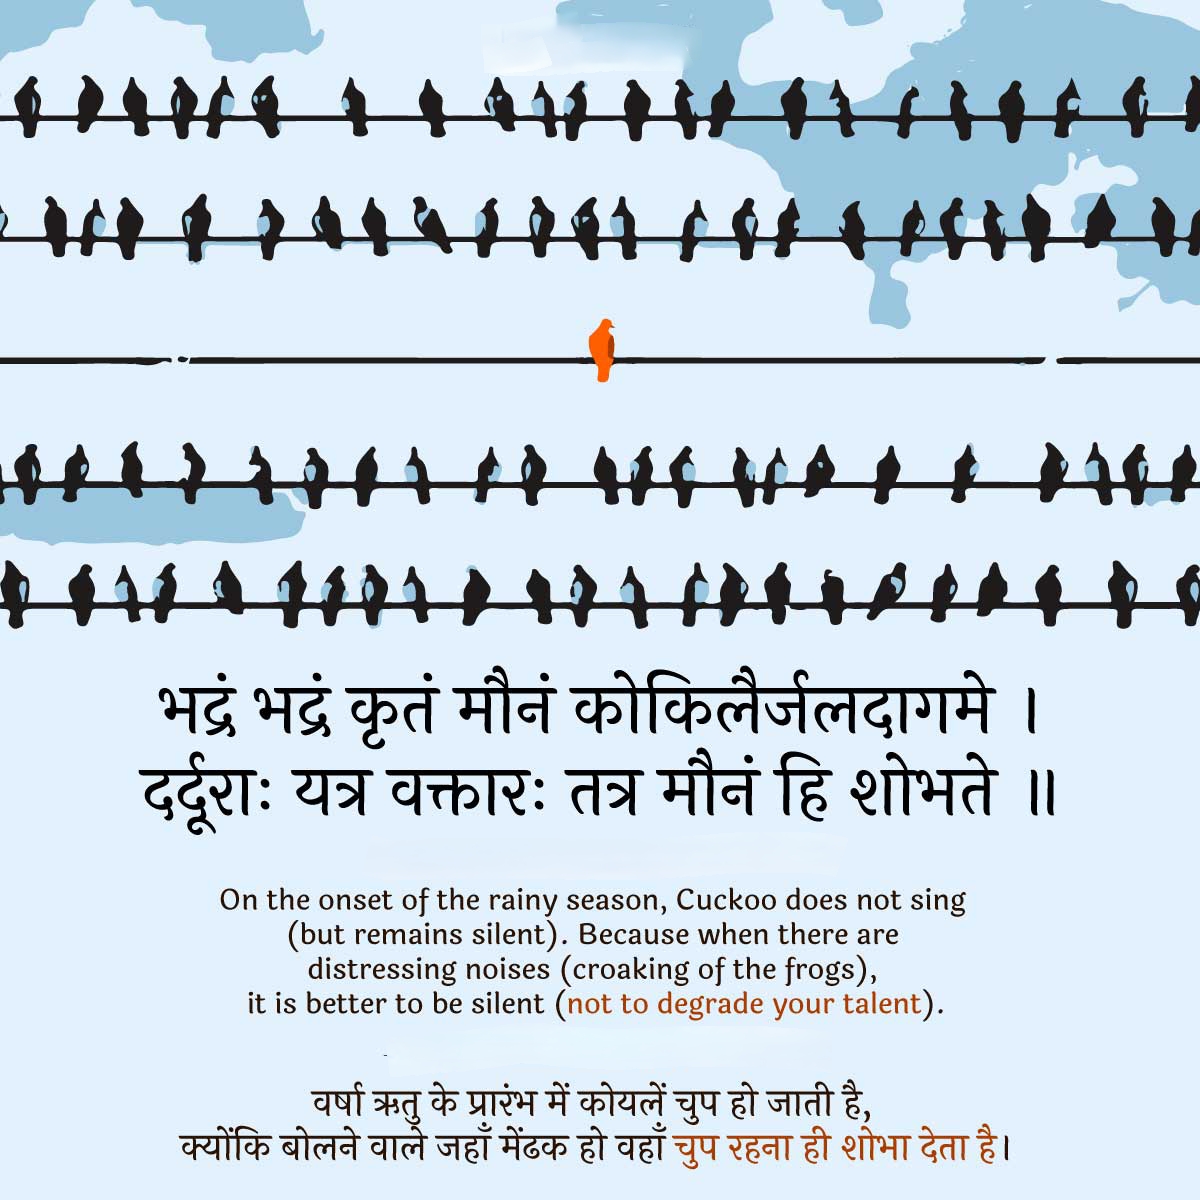 भद्रं भद्रं कृतं मौनं कोकिलैर्जलदागमे ।
दर्दूराः यत्र वक्तारः तत्र मौनं हि शोभते ॥
On the onset of the rainy season, Cuckoo does not sing
(but remains silent). Because when there are
distressing noises (croaking of the frogs),
it is better to be silent (not to degrade your talent).
वर्षा ऋतु के प्रारंभ में कोयलें चुप हो जाती है,
क्योंकि बोलने वाले जहाँ मेंढक हो वहाँ चुप रहना ही शोभा देता है।